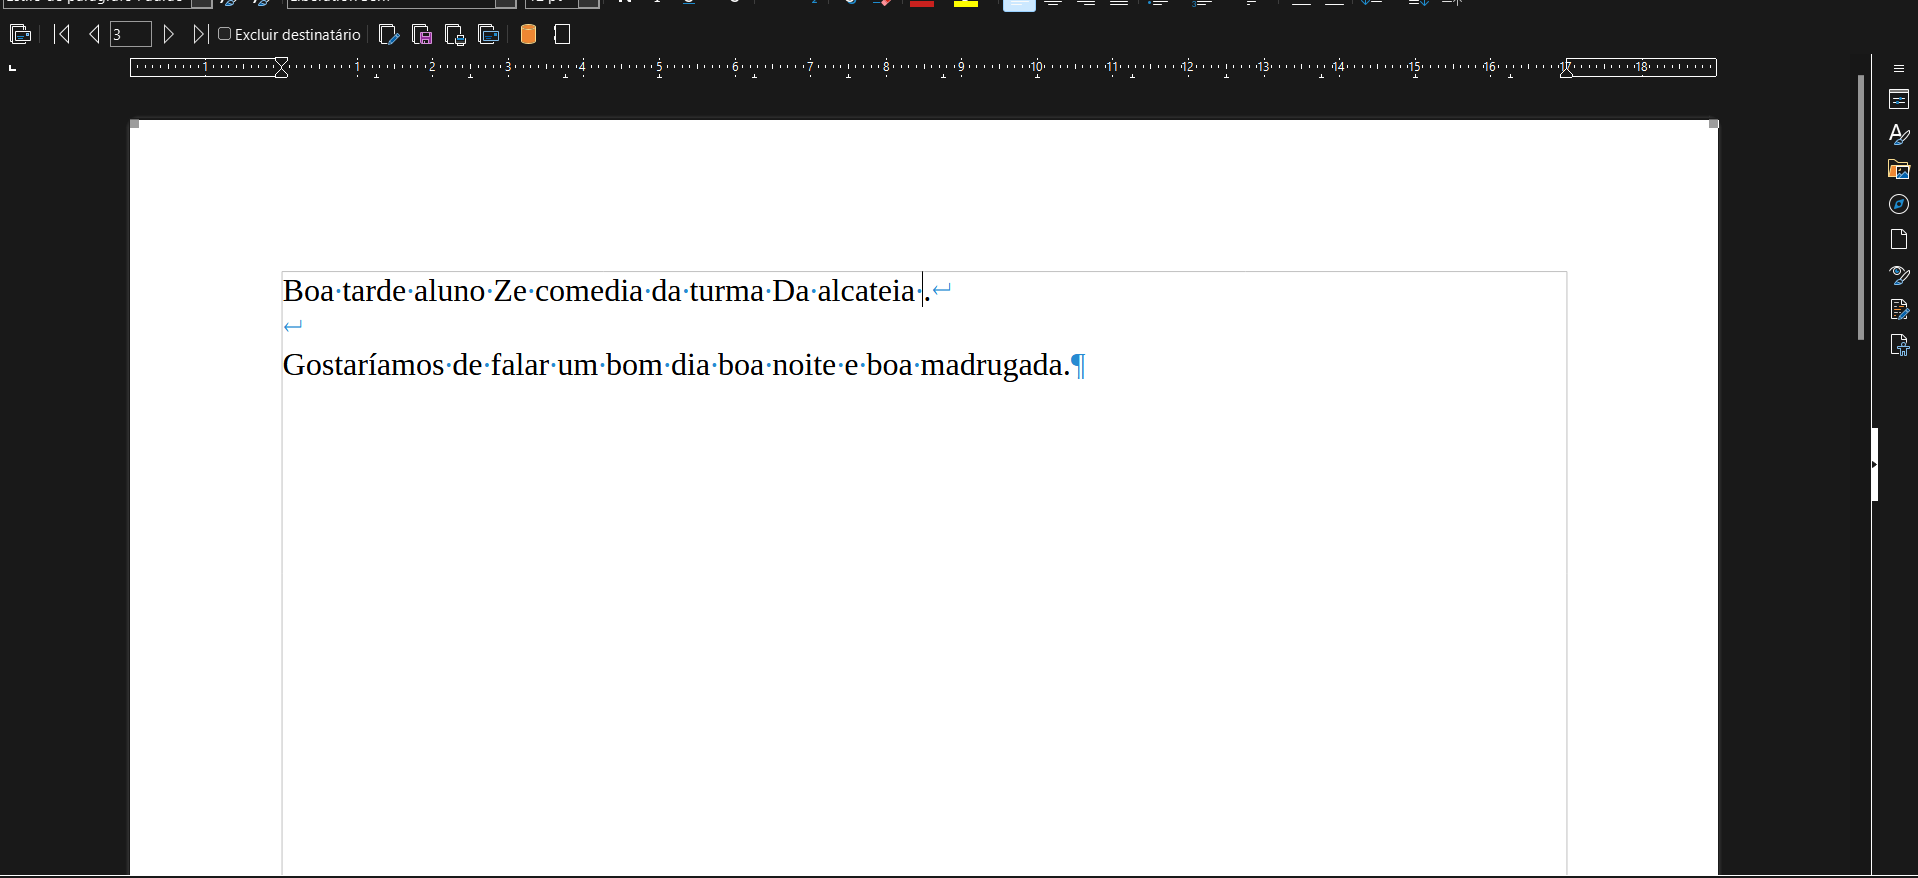 3
Excluir destinatário
1 1 2 3 4 5 6 7 8 9 10 11 12 13 14 15 16 17 18
Boa tarde aluno Ze comedia da turma Da alcateia .
Gostaríamos de falar um bom dia boa noite e boa madrugada.